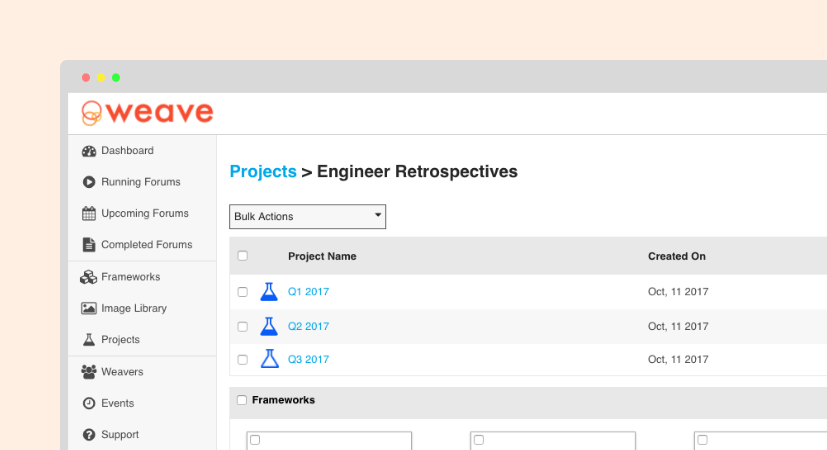 weave
Dashboard
Running Forums
Upcoming Forums
Completed Forums
Frameworks
Image Library
Projects
Weavers
Events
Support
Projects > Engineer Retrospectives
Bulk Actions
Project Name Created On
Q1 2017 Oct, 11 2017
Q2 2017 Oct, 11 2017
Q3 2017 Oct, 11 2017
Frameworks